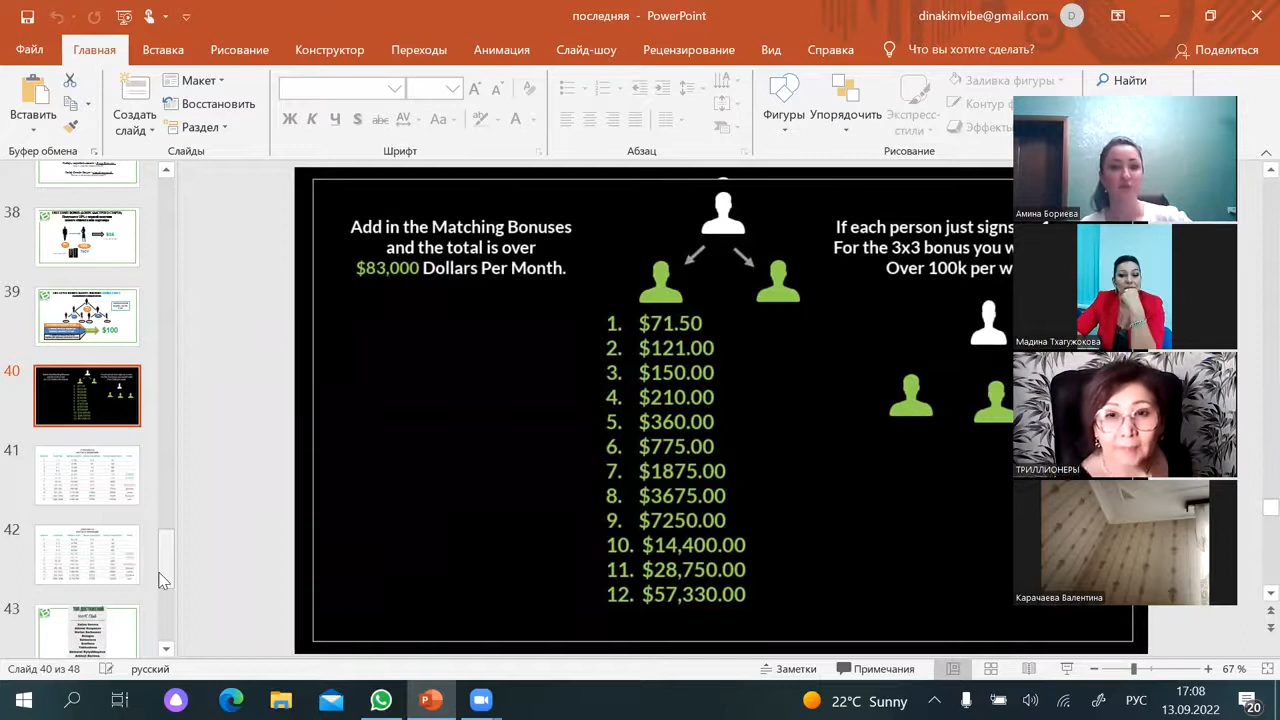 последняя - PowerPoint
dinakimvibe@gmail.com
D
Файл
Главная
Вставка
Рисование
Конструктор
Переходы
Анимация
Слайд-шоу
Рецензирование
Вид
Справка
Что вы хотите сделать?
Поделиться
Вставить
Создать
слайд
Макет
Восстановить
Раздел
Фигуры
Упорядочить
Экспресс-
стили
Заливка фигуры
Контур ф
Эффекты
Найти
Буфер обмена
Слайды
Шрифт
Абзац
Рисование
38
39
$100
40
41
42
43
ТОП ДОСТИЖЕНИЙ
Add in the Matching Bonuses
and the total is over
$83,000 Dollars Per Month.
If each person just signs
For the 3x3 bonus you w
Over 100k per w
1. $71.50
2. $121.00
3. $150.00
4. $210.00
5. $360.00
6. $775.00
7. $1875.00
8. $3675.00
9. $7250.00
10. $14,400.00
11. $28,750.00
12. $57,330.00
Амина Бориева
Мадина Тхагужокова
ТРИЛЛИОНЕРЫ
Карачаева Валентина
Слайд 40 из 48
русский
Заметки
Примечания
67 %
22°C Sunny
РУС
17:08
13.09.2022
20